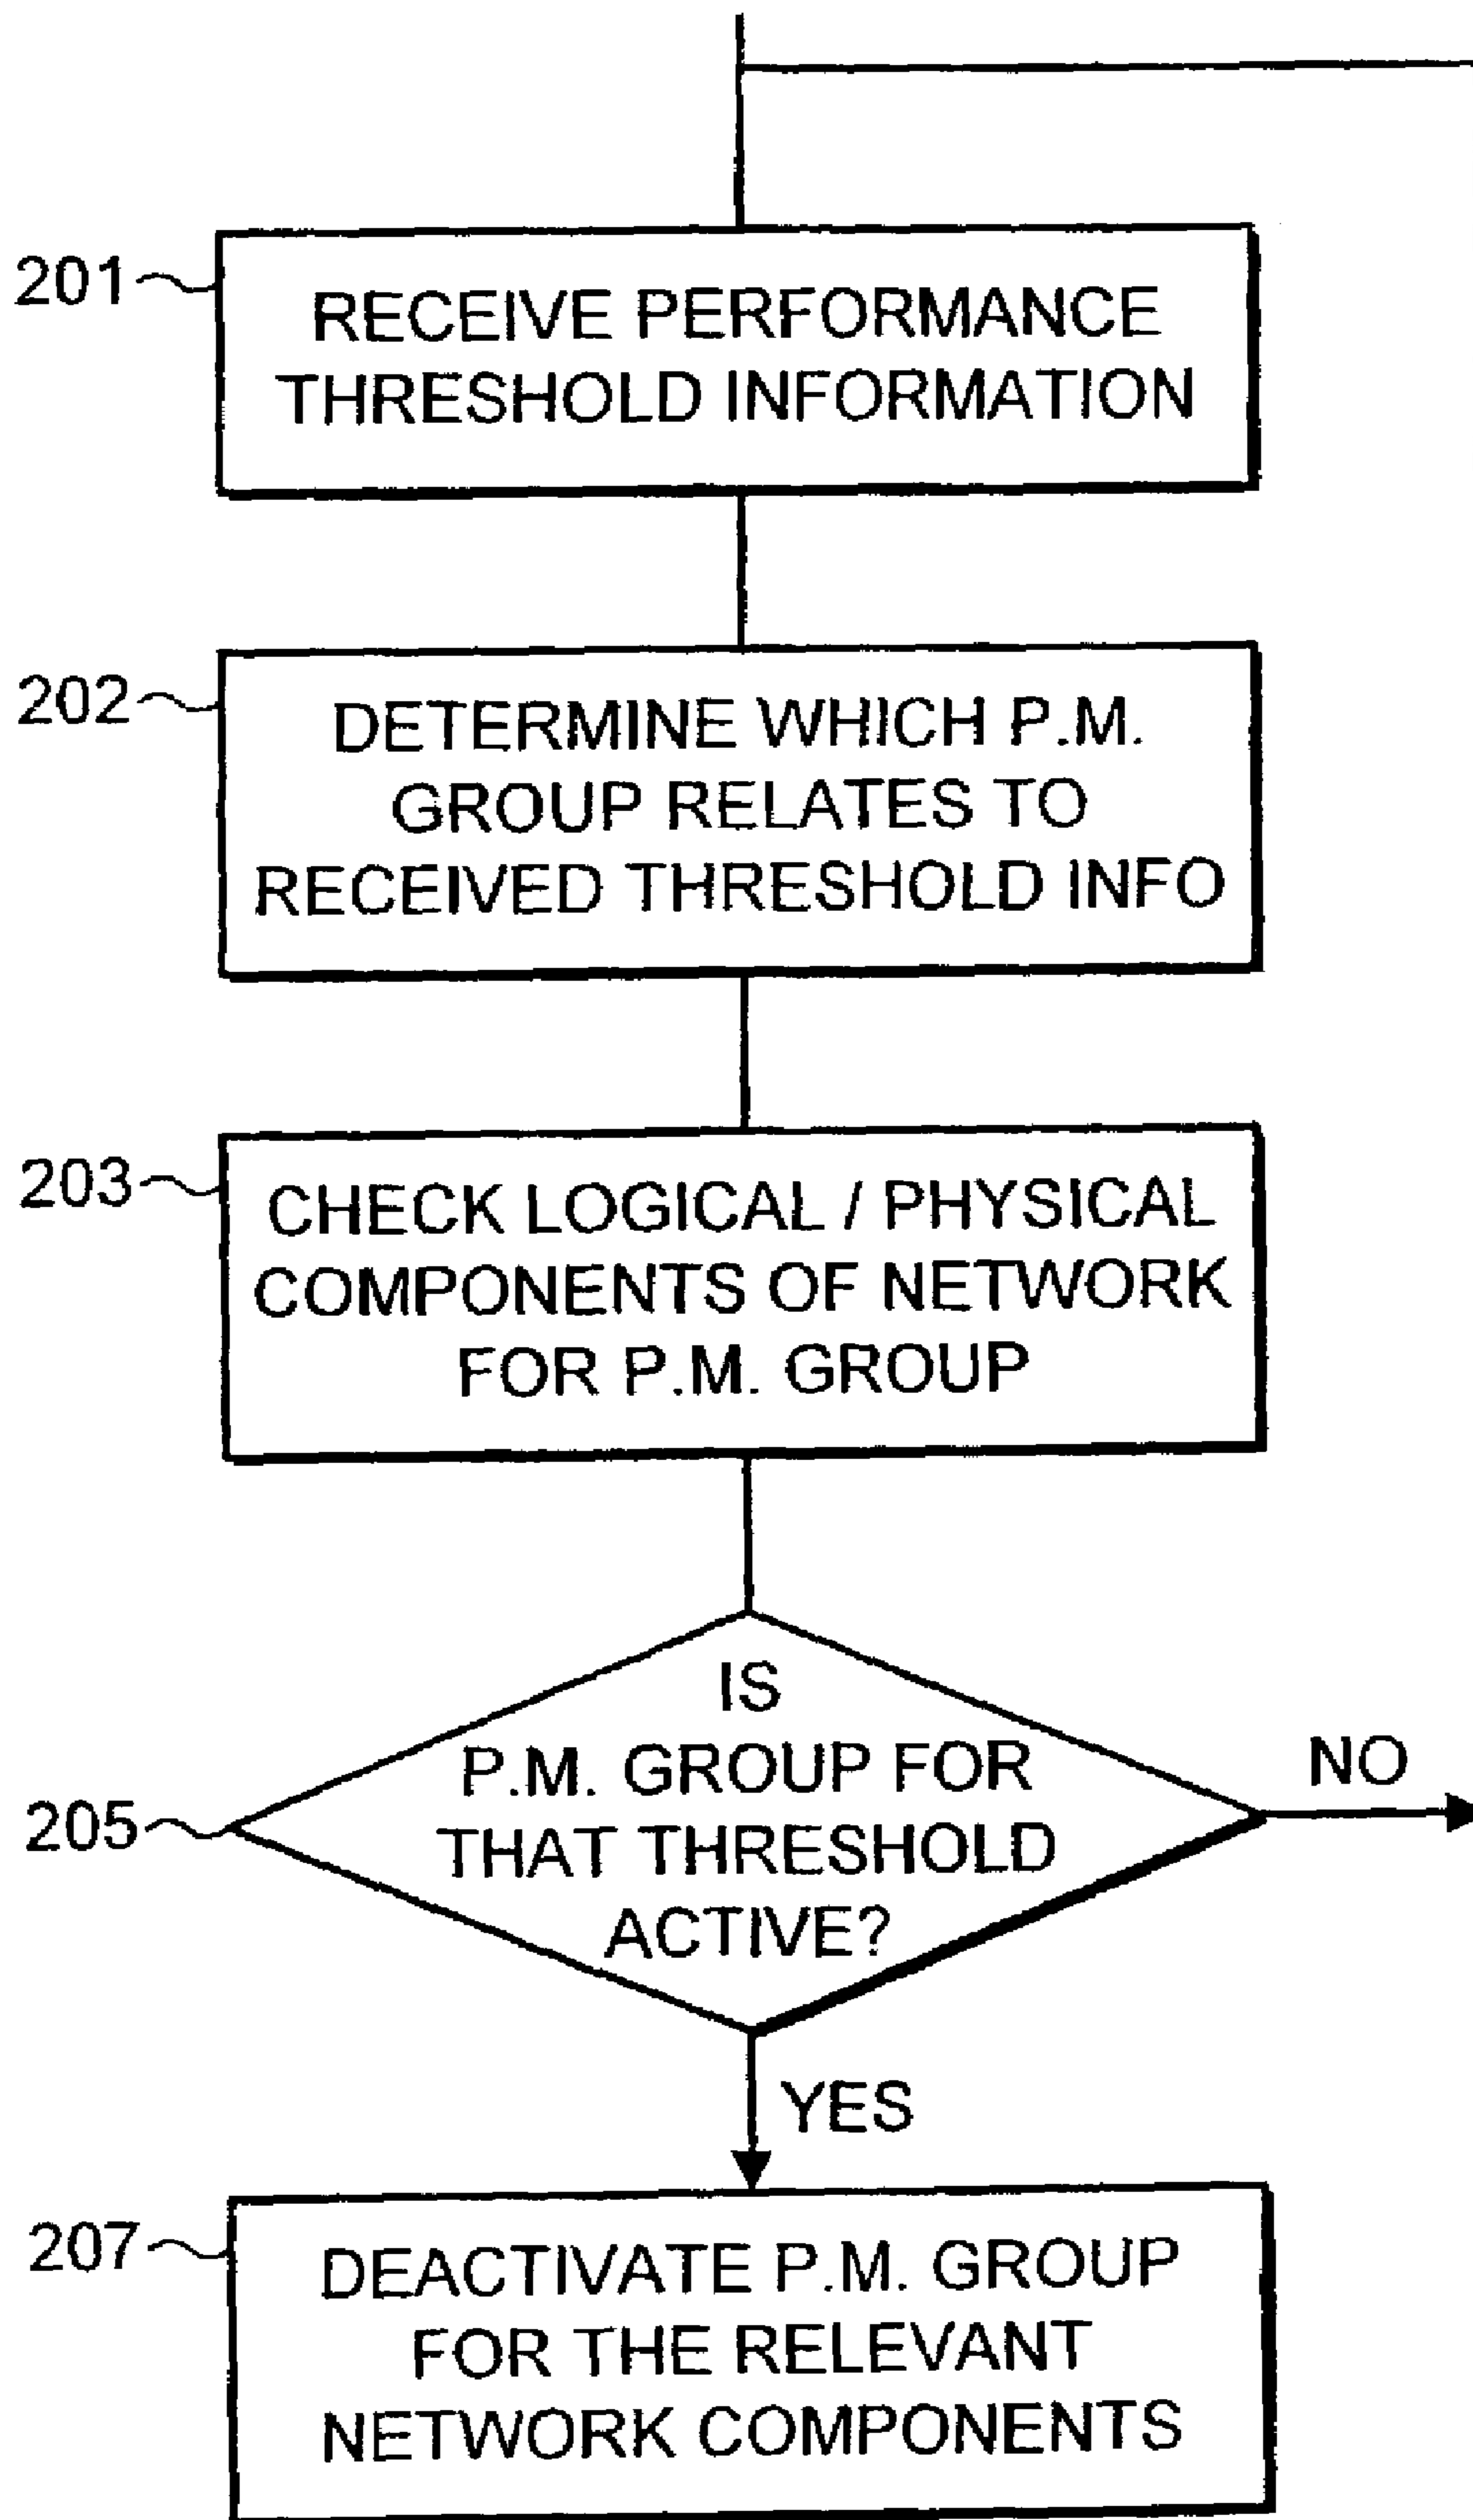 201
RECEIVE PERFORMANCE
THRESHOLD INFORMATION
202
DETERMINE WHICH P.M.
GROUP RELATES TO
RECEIVED THRESHOLD INFO
203
CHECK LOGICAL / PHYSICAL
COMPONENTS OF NETWORK
FOR P.M. GROUP
205
IS
P.M. GROUP FOR
THAT THRESHOLD
ACTIVE?
NO
YES
207
DEACTIVATE P.M. GROUP
FOR THE RELEVANT
NETWORK COMPONENTS